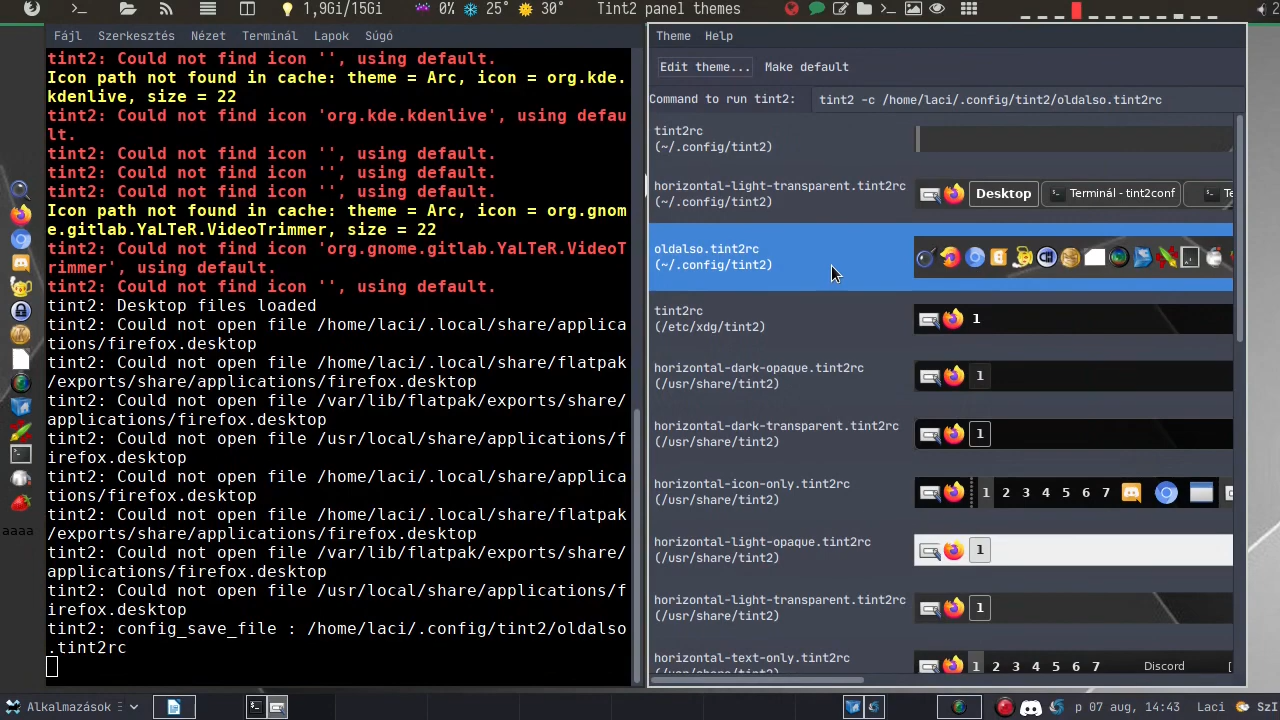 1,9Gi/15Gi 0% 25° 30° Tint2 panel themes 2
Fájl Szerkesztés Nézet Terminál Lapok Súgó
tint2: Could not find icon '', using default.
Icon path not found in cache: theme = Arc, icon = org.kde.
kdenlive, size = 22
tint2: Could not find icon 'org.kde.kdenlive', using defau
lt.
tint2: Could not find icon '', using default.
tint2: Could not find icon '', using default.
tint2: Could not find icon '', using default.
Icon path not found in cache: theme = Arc, icon = org.gnom
e.gitlab.YaLTeR.VideoTrimmer, size = 22
tint2: Could not find icon 'org.gnome.gitlab.YaLTeR.VideoT
rimmer', using default.
tint2: Could not find icon '', using default.
tint2: Desktop files loaded
tint2: Could not open file /home/laci/.local/share/applica
tions/firefox.desktop
tint2: Could not open file /home/laci/.local/share/flatpak
/exports/share/applications/firefox.desktop
tint2: Could not open file /var/lib/flatpak/exports/share/
applications/firefox.desktop
tint2: Could not open file /usr/local/share/applications/f
irefox.desktop
tint2: Could not open file /home/laci/.local/share/applica
tions/firefox.desktop
tint2: Could not open file /home/laci/.local/share/flatpak
/exports/share/applications/firefox.desktop
tint2: Could not open file /var/lib/flatpak/exports/share/
applications/firefox.desktop
tint2: Could not open file /usr/local/share/applications/f
irefox.desktop
tint2: config_save_file : /home/laci/.config/tint2/oldalso
.tint2rc
aaaa
Theme Help
Edit theme... Make default
Command to run tint2: tint2 -c /home/laci/.config/tint2/oldalso.tint2rc
tint2rc
(~/.config/tint2)
horizontal-light-transparent.tint2rc
(~/.config/tint2)
Desktop Terminál - tint2conf Te
oldalso.tint2rc
(~/.config/tint2)
tint2rc
(/etc/xdg/tint2)
1
horizontal-dark-opaque.tint2rc
(/usr/share/tint2)
1
horizontal-dark-transparent.tint2rc
(/usr/share/tint2)
1
horizontal-icon-only.tint2rc
(/usr/share/tint2)
1 2 3 4 5 6 7
horizontal-light-opaque.tint2rc
(/usr/share/tint2)
1
horizontal-light-transparent.tint2rc
(/usr/share/tint2)
1
horizontal-text-only.tint2rc
(/usr/share/tint2)
1 2 3 4 5 6 7 Discord [
Alkalmazások p 07 aug, 14:43 Laci SzI